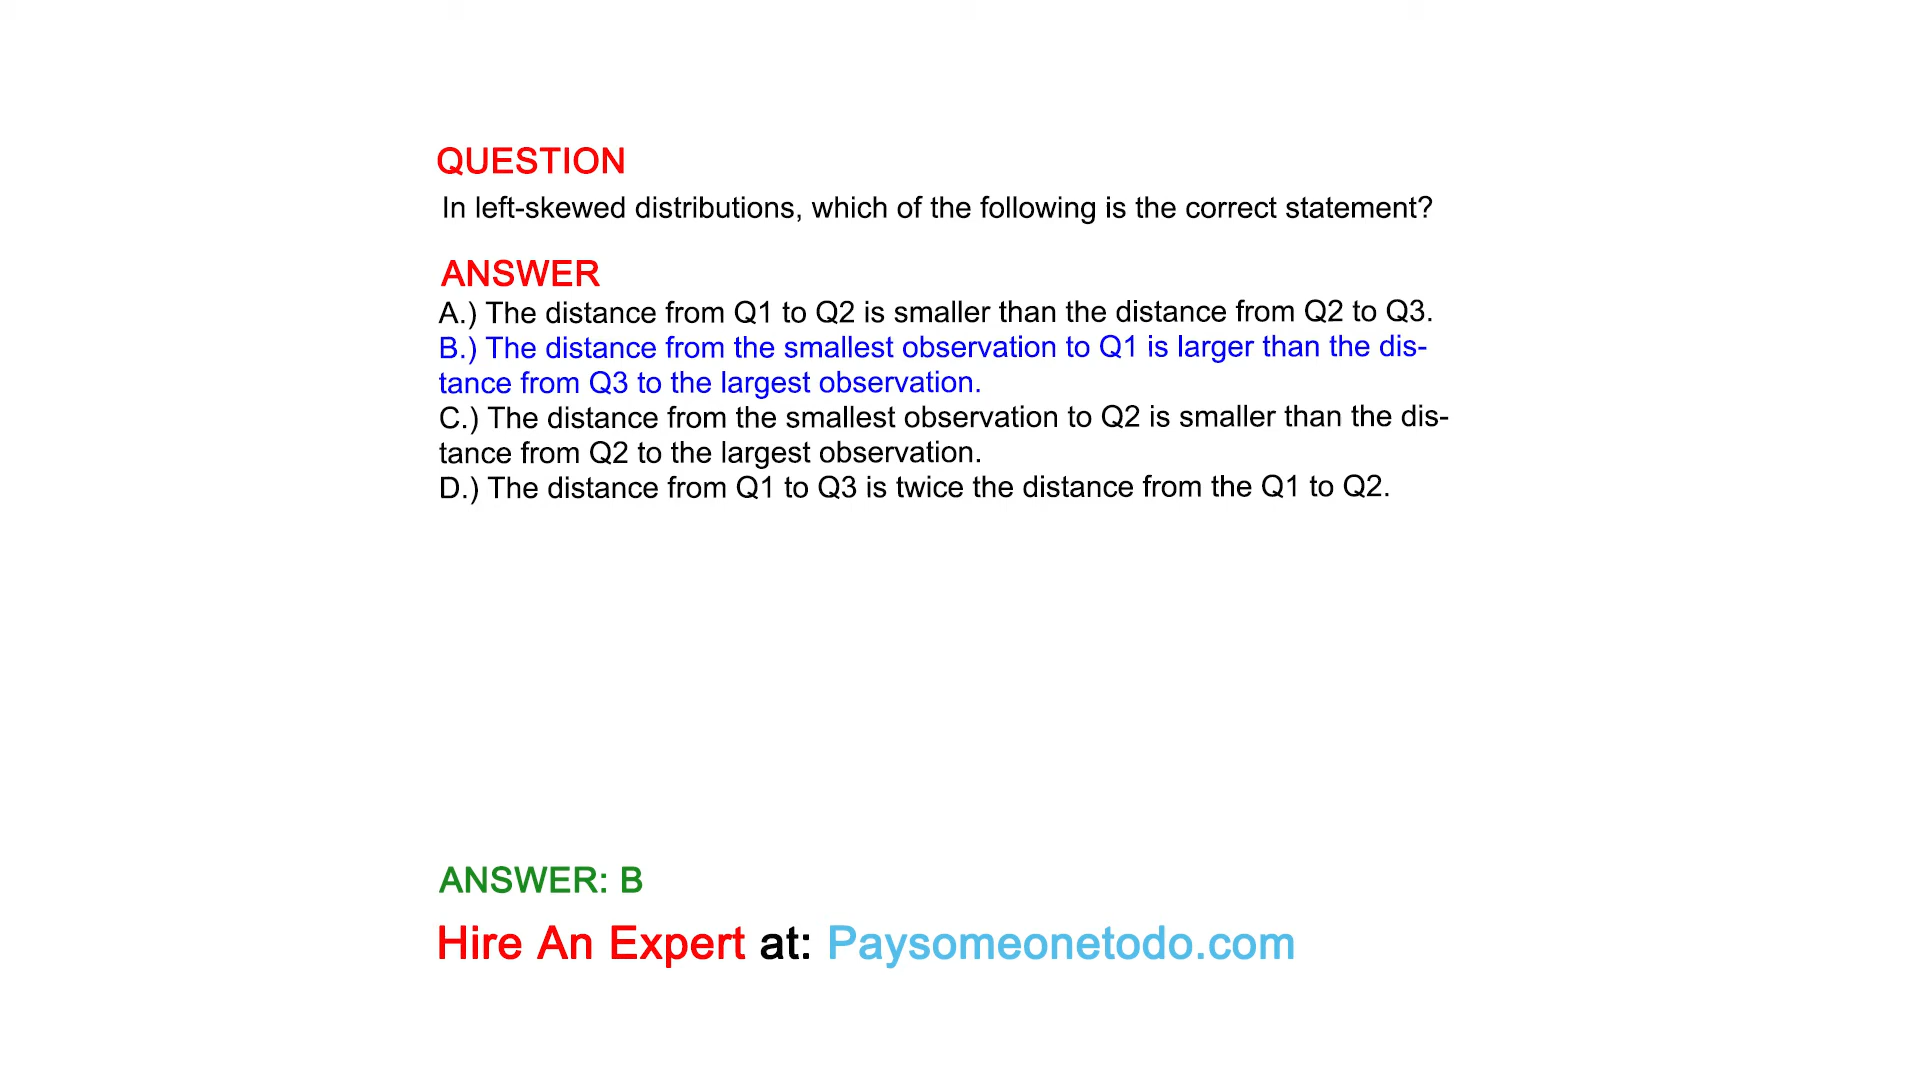 QUESTION
In left-skewed distributions, which of the following is the correct statement?
ANSWER
A.) The distance from Q1 to Q2 is smaller than the distance from Q2 to Q3.
B.) The distance from the smallest observation to Q1 is larger than the dis-
tance from Q3 to the largest observation.
C.) The distance from the smallest observation to Q2 is smaller than the dis-
tance from Q2 to the largest observation.
D.) The distance from Q1 to Q3 is twice the distance from the Q1 to Q2.
ANSWER: B
Hire An Expert at: Paysomeonetodo.com